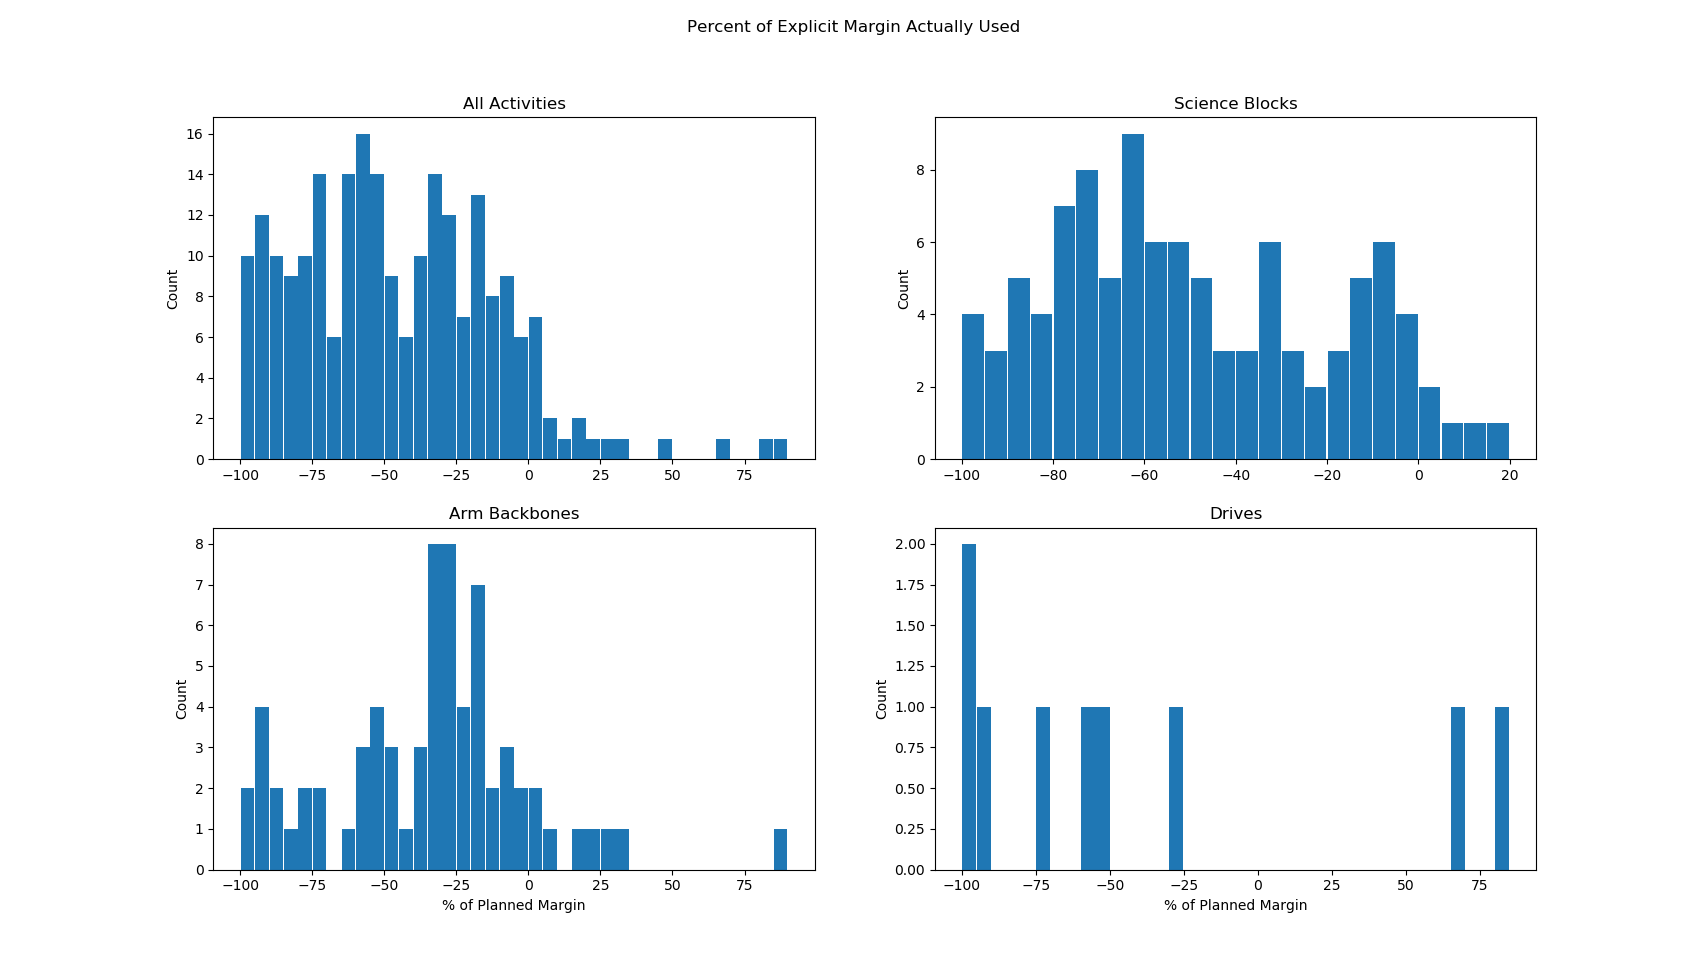 Percent of Explicit Margin Actually Used
All Activities
Count
16
14
12
10
8
6
4
2
0
−100 −75 −50 −25 0 25 50 75
Science Blocks
Count
8
6
4
2
0
−100 −80 −60 −40 −20 0 20
Arm Backbones
Count
8
7
6
5
4
3
2
1
0
−100 −75 −50 −25 0 25 50 75
% of Planned Margin
Drives
Count
2.00
1.75
1.50
1.25
1.00
0.75
0.50
0.25
0.00
−100 −75 −50 −25 0 25 50 75
% of Planned Margin